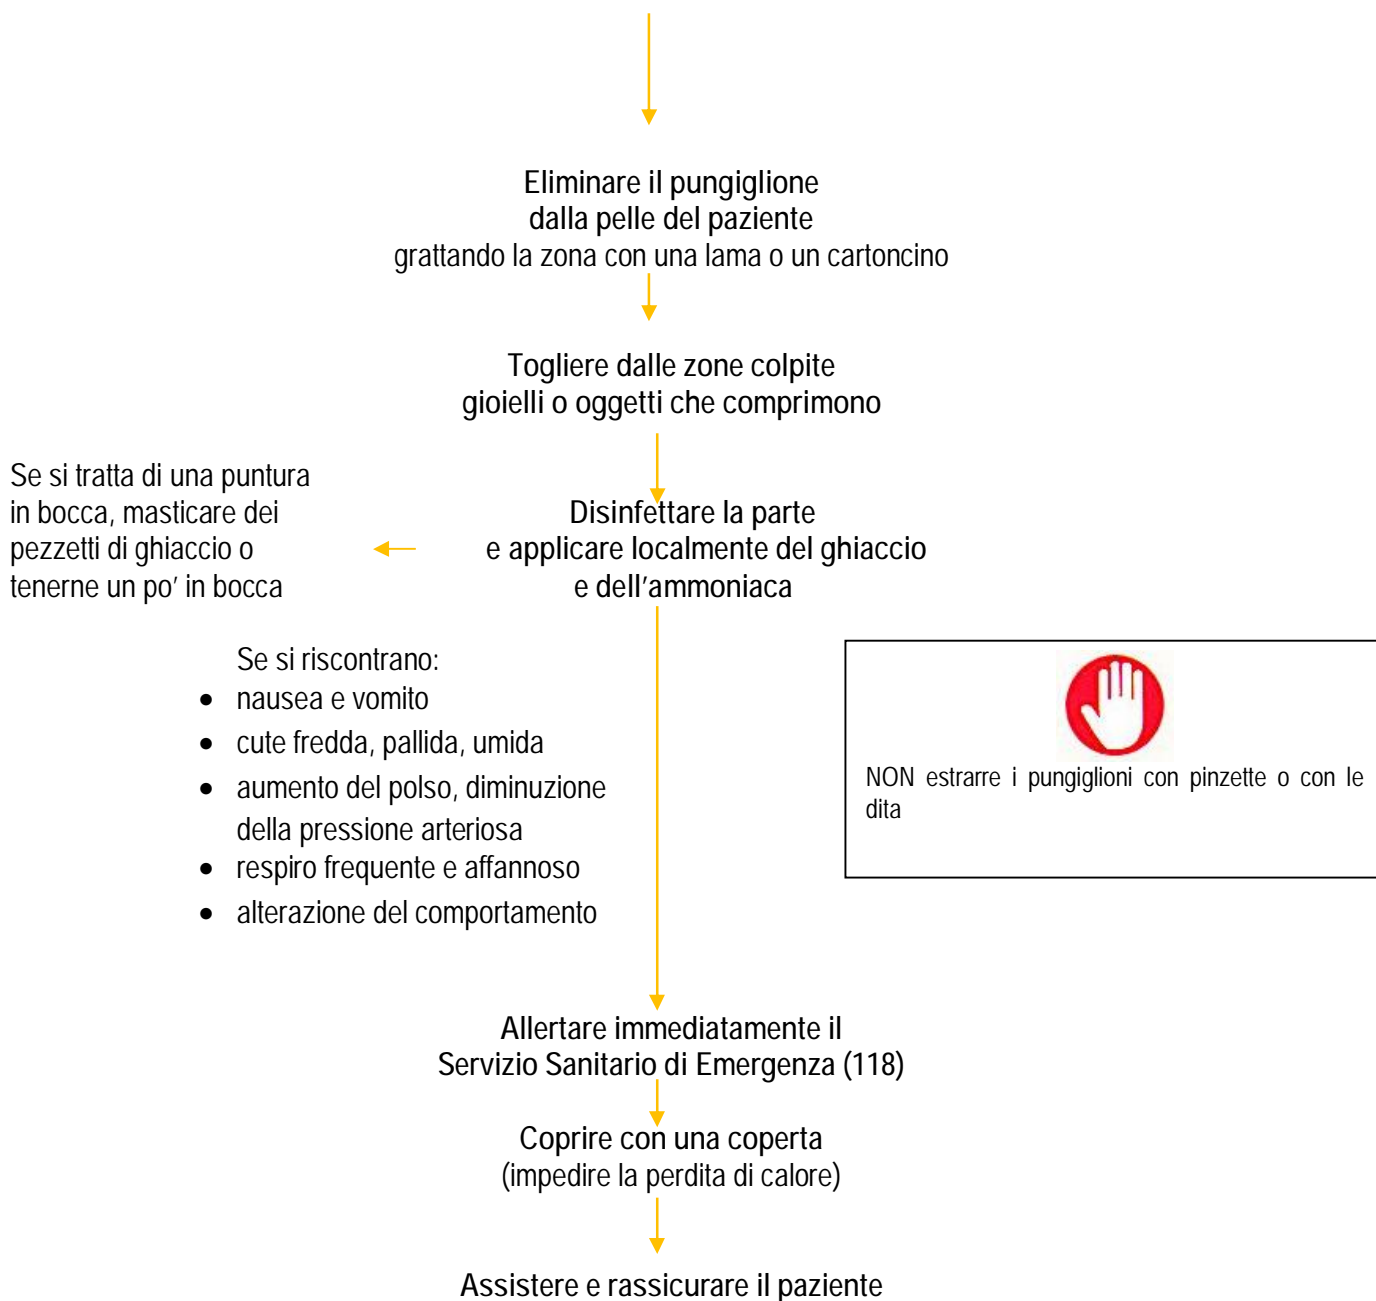 Eliminare il pungiglione
dalla pelle del paziente
grattando la zona con una lama o un cartoncino
Togliere dalle zone colpite
gioielli o oggetti che comprimono
Se si tratta di una puntura
in bocca, masticare dei
pezzetti di ghiaccio o
tenerne un po’ in bocca
Disinfettare la parte
e applicare localmente del ghiaccio
e dell’ammoniaca
Se si riscontrano:
• nausea e vomito
• cute fredda, pallida, umida
• aumento del polso, diminuzione
della pressione arteriosa
• respiro frequente e affannoso
• alterazione del comportamento
NON estrarre i pungiglioni con pinzette o con le
dita
Allertare immediatamente il
Servizio Sanitario di Emergenza (118)
Coprire con una coperta
(impedire la perdita di calore)
Assistere e rassicurare il paziente